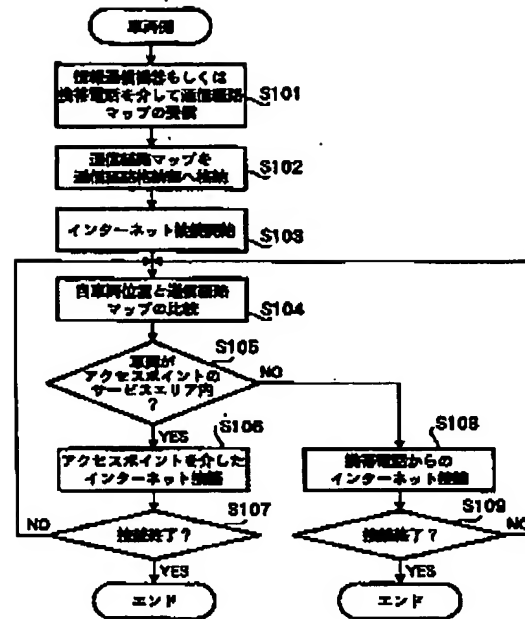 車両側
情報通信機器もしくは
携帯電話を介して通信経路
マップの受信
S101
通信経路マップを
通信経路格納部へ格納
S102
インターネット接続開始
S103
自車両位置と通信経路
マップの比較
S104
S105
車両が
アクセスポイントの
サービスエリア内
?
NO
YES
S106
アクセスポイントを介した
インターネット接続
S108
携帯電話からの
インターネット接続
S107
NO
接続終了?
YES
エンド
S109
接続終了?
NO
YES
エンド